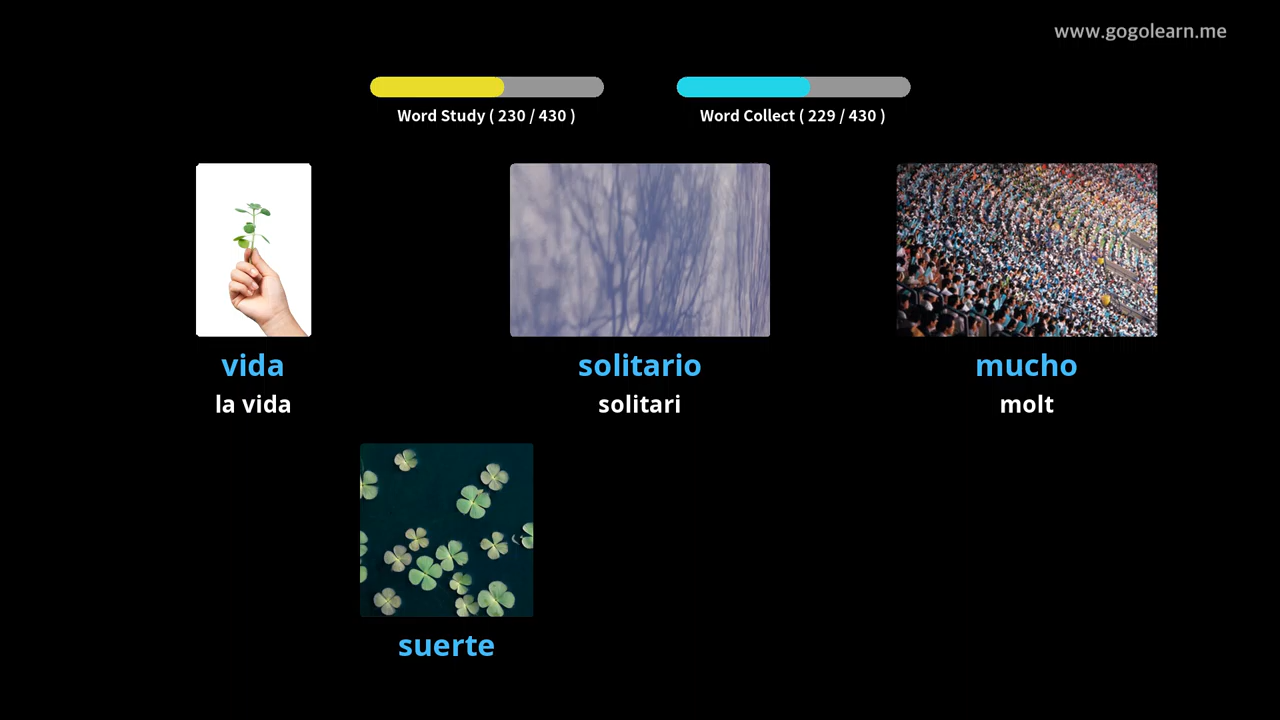 www.gogolearn.me
Word Study ( 230 / 430 )
Word Collect ( 229 / 430 )
vida
la vida
solitario
solitari
mucho
molt
suerte